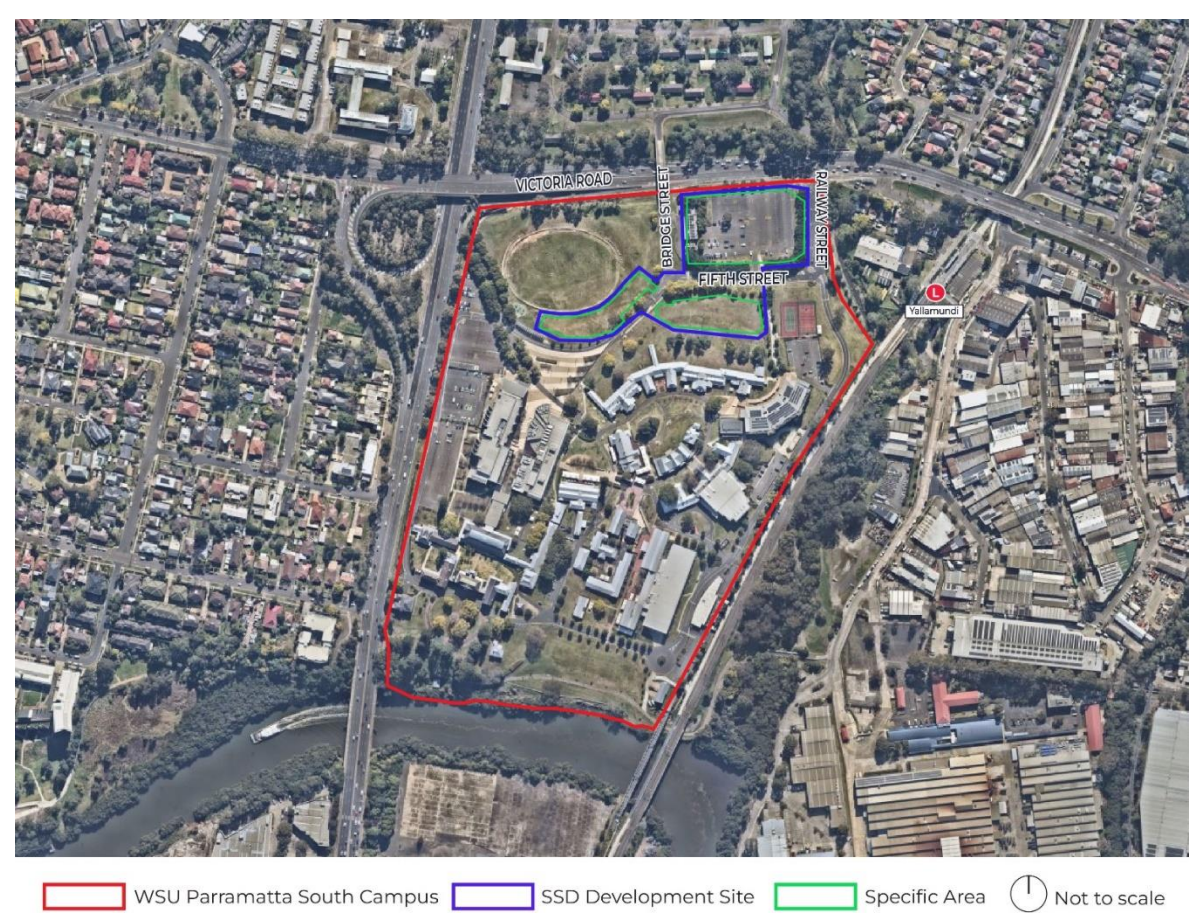 VICTORIA ROAD
BRIDGE STREET
RAILWAY STREET
FIFTH STREET
L
Yallamundi
WSU Parramatta South Campus
SSD Development Site
Specific Area
Not to scale